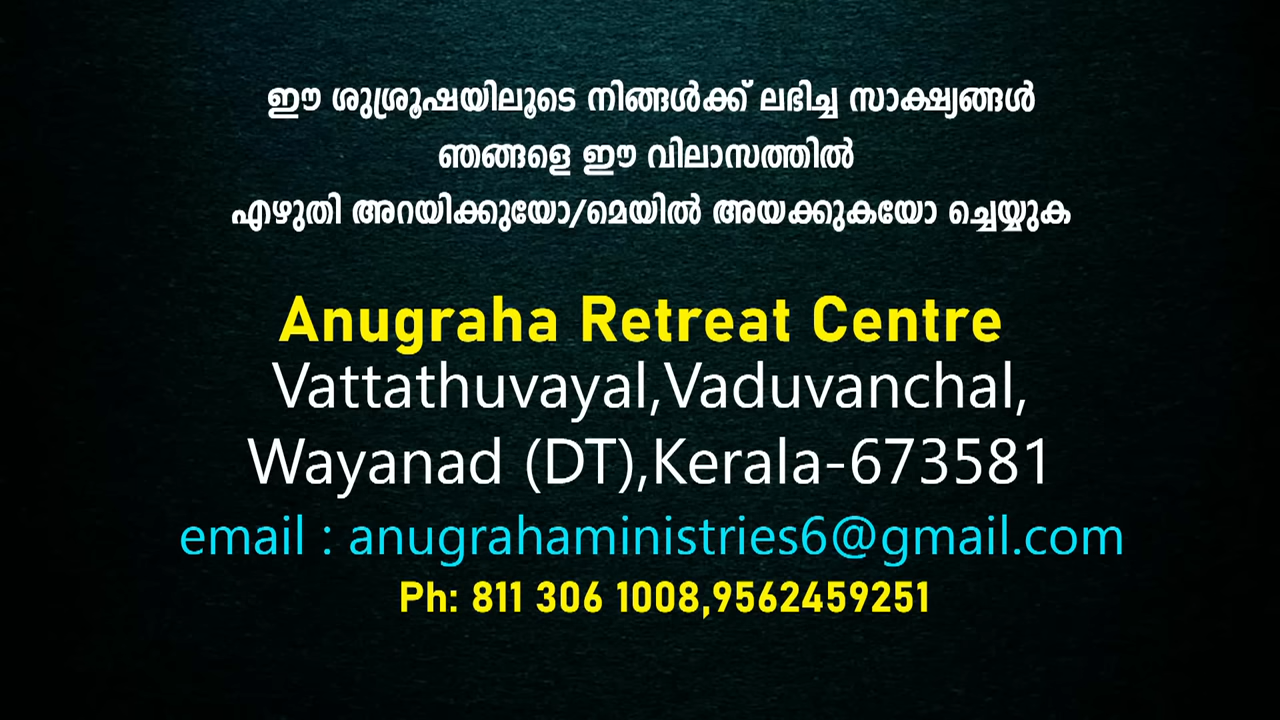 ഈ ശുശ്രൂഷയിലൂടെ നിങ്ങൾക്ക് ലഭിച്ച സാക്ഷ്യങ്ങൾ
ഞങ്ങളെ ഈ വിലാസത്തിൽ
എഴുതി അറയിക്കുയോ/മെയിൽ അയക്കുകയോ ച്ചെയ്യുക
Anugraha Retreat Centre
Vattathuvayal,Vaduvanchal,
Wayanad (DT),Kerala-673581
email : anugrahaministries6@gmail.com
Ph: 811 306 1008,9562459251